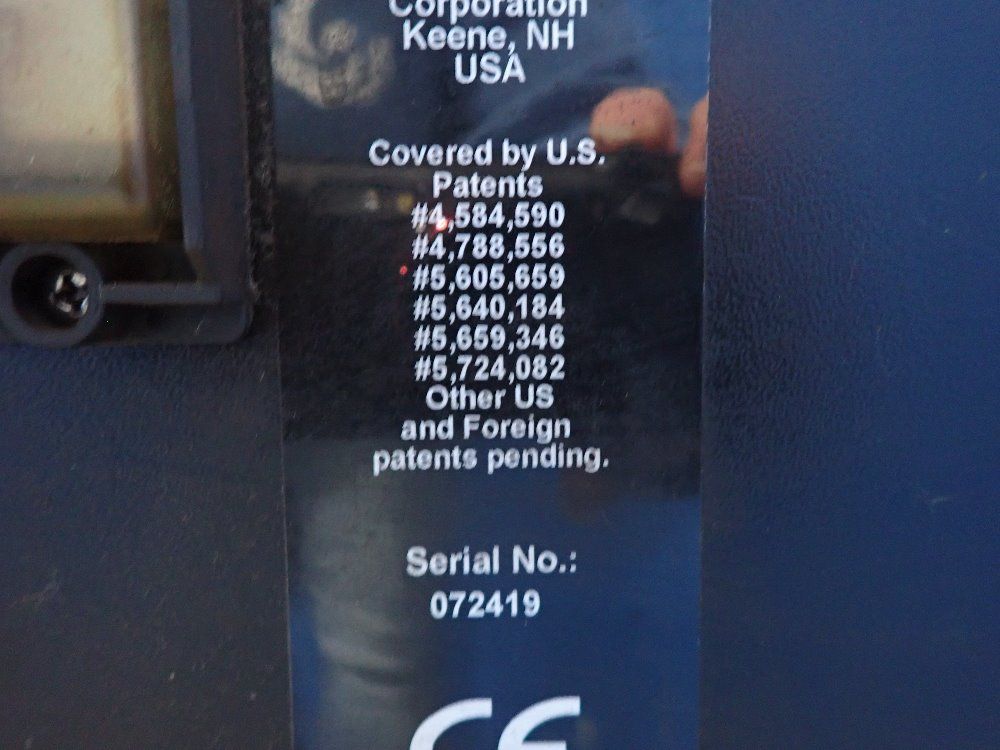 Corporation
Keene, NH
USA
Covered by U.S.
Patents
#4,584,590
#4,788,556
#5,605,659
#5,640,184
#5,659,346
#5,724,082
Other US
and Foreign
patents pending.
Serial No.:
072419
CE